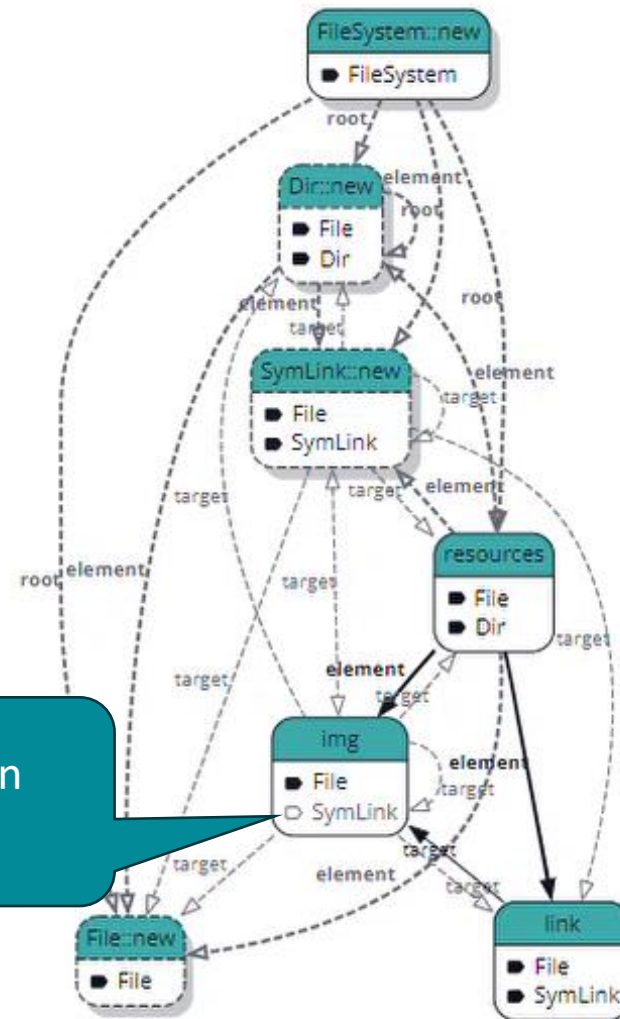 FileSystem::new
FileSystem
root
Dir::new
element
root
File
Dir
element
target
root
SymLink::new
element
target
File
SymLink
target
target
element
resources
File
Dir
root
element
target
target
target
element
target
n
img
element
target
File
SymLink
target
target
element
target
File::new
File
link
File
SymLink